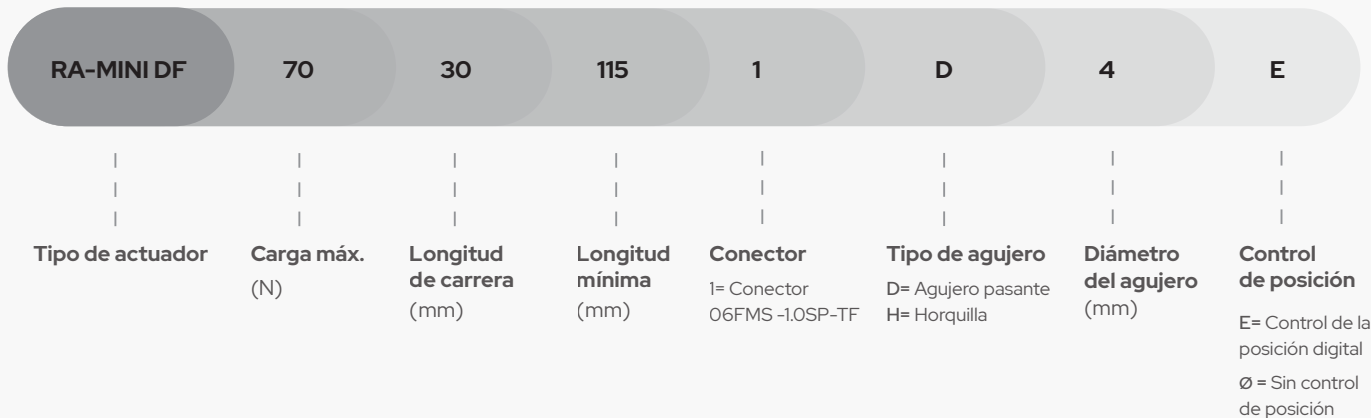 RA-MINI DF 70 30 115 1 D 4 E
Tipo de actuador
Carga máx.
(N)
Longitud
de carrera
(mm)
Longitud
mínima
(mm)
Conector
1= Conector
06FMS -1.0SP-TF
Tipo de agujero
D= Agujero pasante
H= Horquilla
Diámetro
del agujero
(mm)
Control
de posición
E= Control de la
posición digital
Ø = Sin control
de posición